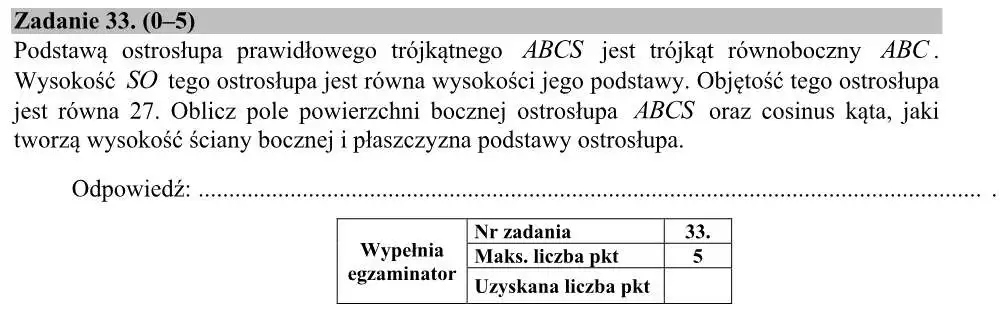 Zadanie 33. (0–5)
Podstawą ostrosłupa prawidłowego trójkątnego ABCS jest trójkąt równoboczny ABC.
Wysokość SO tego ostrosłupa jest równa wysokości jego podstawy. Objętość tego ostrosłupa
jest równa 27. Oblicz pole powierzchni bocznej ostrosłupa ABCS oraz cosinus kąta, jaki
tworzą wysokość ściany bocznej i płaszczyzna podstawy ostrosłupa.
Odpowiedź: ................................................................................................................................ .
Nr zadania 33.
Wypełnia
egzaminator
Maks. liczba pkt 5
Uzyskana liczba pkt